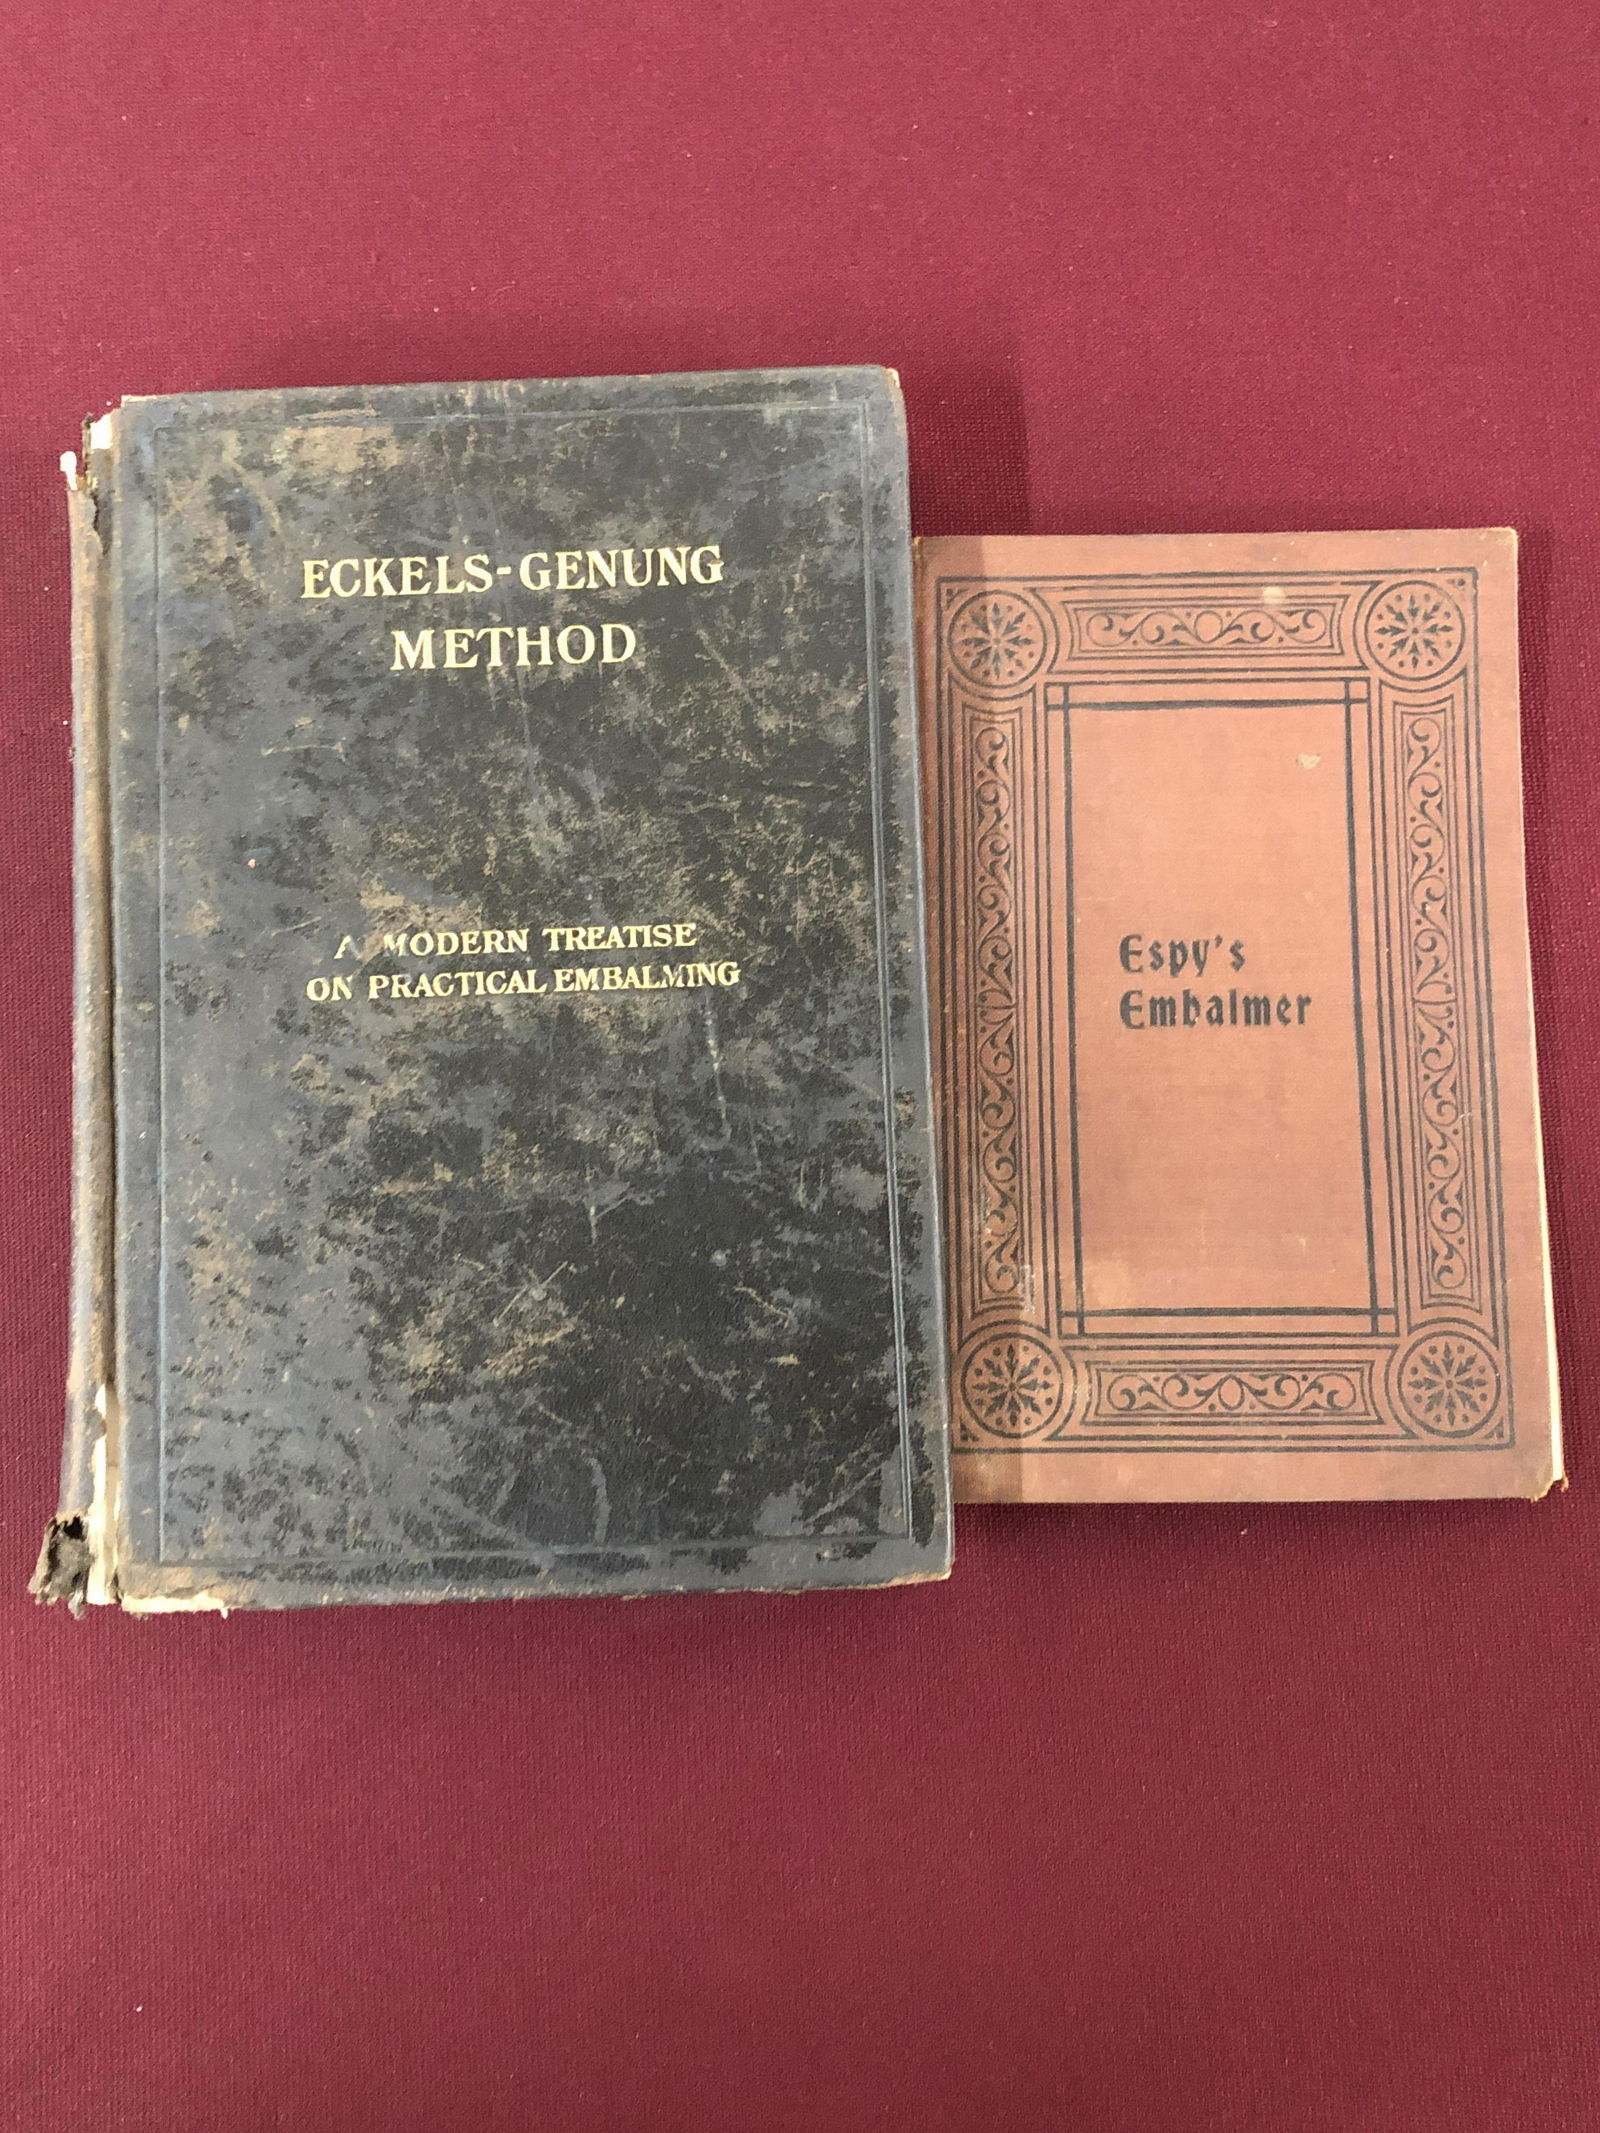 ECKELS-GENUNG
METHOD
A MODERN TREATISE
ON PRACTICAL EMBALMING
Espy's
Embalmer